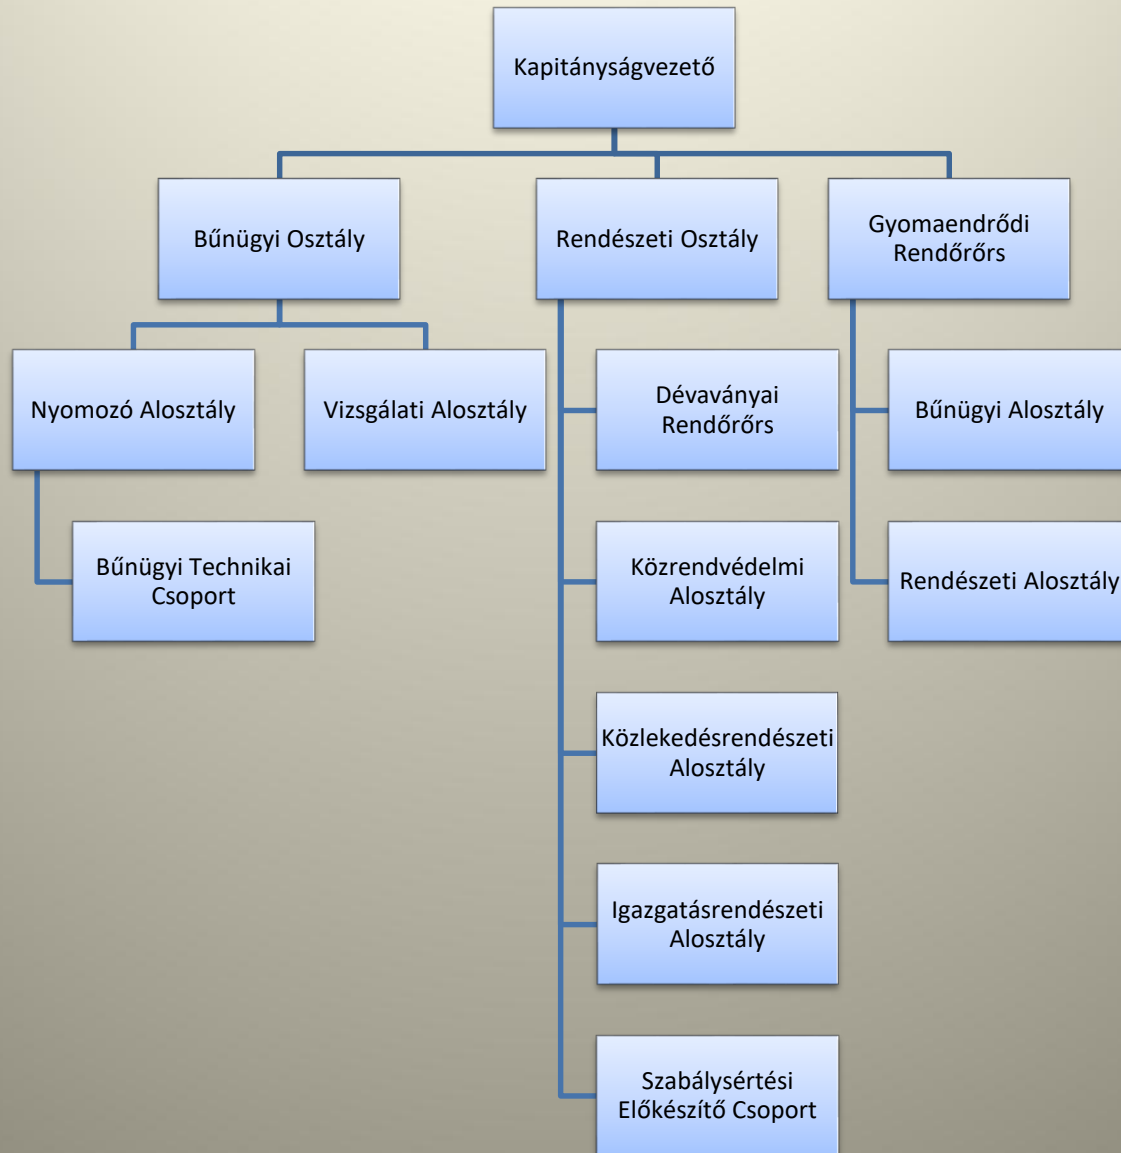 Kapitányságvezető
Bűnügyi Osztály
Rendészeti Osztály
Gyomaendrődi
Rendőrőrs
Nyomozó Alosztály
Vizsgálati Alosztály
Dévaványai
Rendőrőrs
Bűnügyi Alosztály
Bűnügyi Technikai
Csoport
Közrendvédelmi
Alosztály
Rendészeti Alosztály
Közlekedésrendészeti
Alosztály
Igazgatásrendészeti
Alosztály
Szabálysértési
Előkészítő Csoport